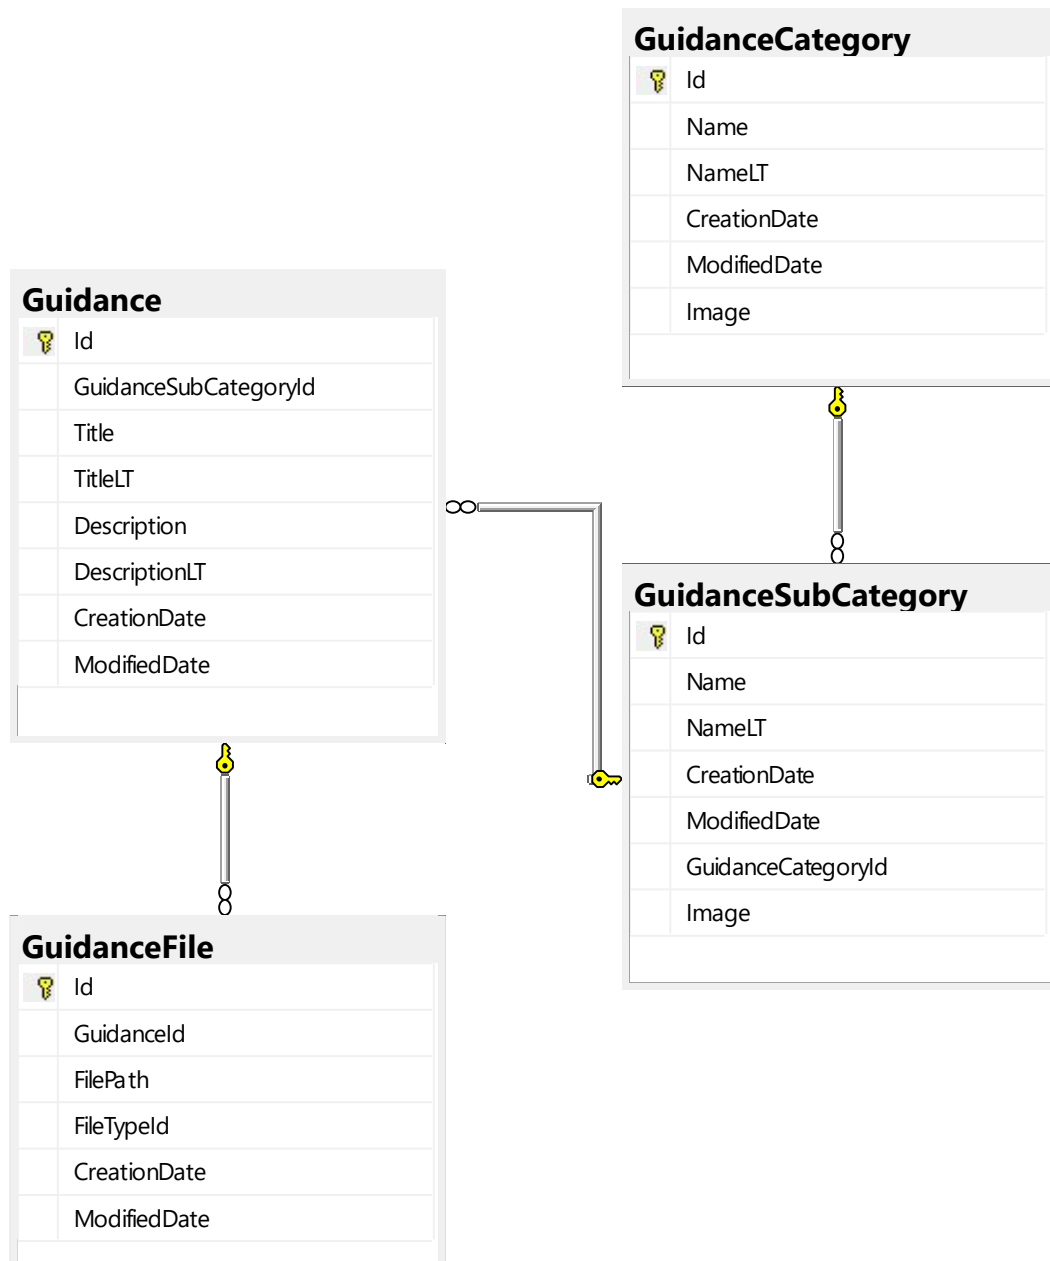 GuidanceCategory
Id
Name
NameLT
CreationDate
ModifiedDate
Image
Guidance
Id
GuidanceSubCategoryId
Title
TitleLT
Description
DescriptionLT
CreationDate
ModifiedDate
GuidanceSubCategory
Id
Name
NameLT
CreationDate
ModifiedDate
GuidanceCategoryId
Image
GuidanceFile
Id
GuidanceId
FilePath
FileTypeId
CreationDate
ModifiedDate